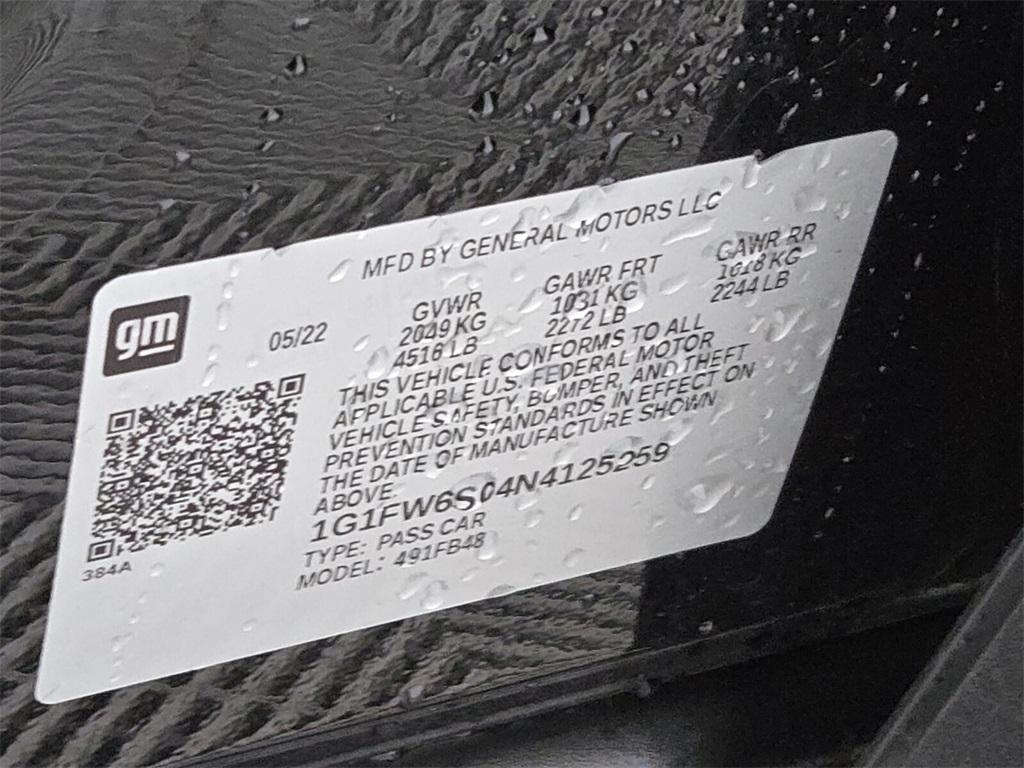 MFD BY GENERAL MOTORS LLC
gm
05/22
GVWR GAWR FRT GAWR RR
2049 KG 1031 KG 1018 KG
4516 LB 2272 LB 2244 LB
THIS VEHICLE CONFORMS TO ALL
APPLICABLE U.S. FEDERAL MOTOR
VEHICLE SAFETY, BUMPER, AND THEFT
PREVENTION STANDARDS IN EFFECT ON
THE DATE OF MANUFACTURE SHOWN
ABOVE.
1G1FW6S04N4125259
TYPE: PASS CAR
MODEL: 491FB48
384A